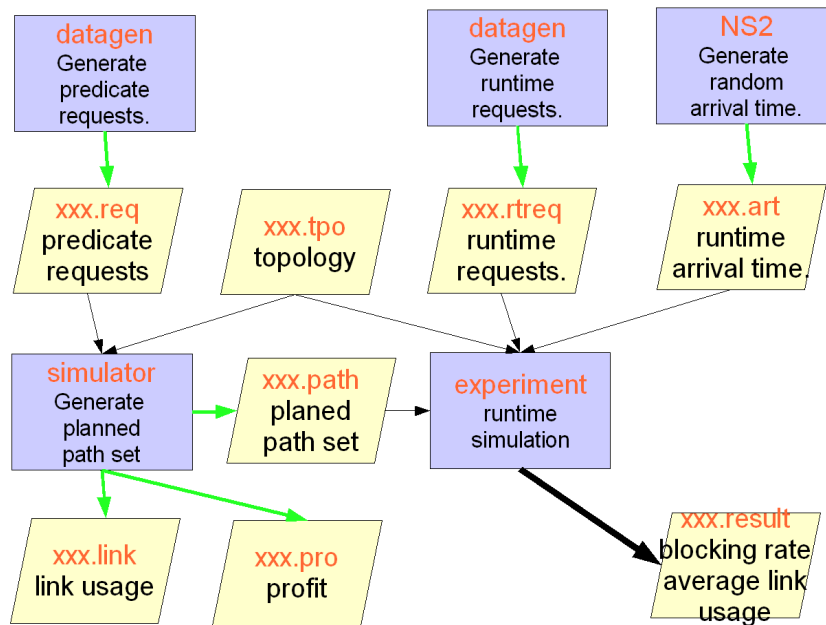 datagen
Generate
predicate
requests.
datagen
Generate
runtime
requests.
NS2
Generate
random
arrival time.
xxx.req
predicate
requests
xxx.tpo
topology
xxx.rtreq
runtime
requests.
xxx.art
runtime
arrival time.
simulator
Generate
planned
path set
xxx.path
planed
path set
experiment
runtime
simulation
xxx.link
link usage
xxx.pro
profit
xxx.result
blocking rate
average link
usage